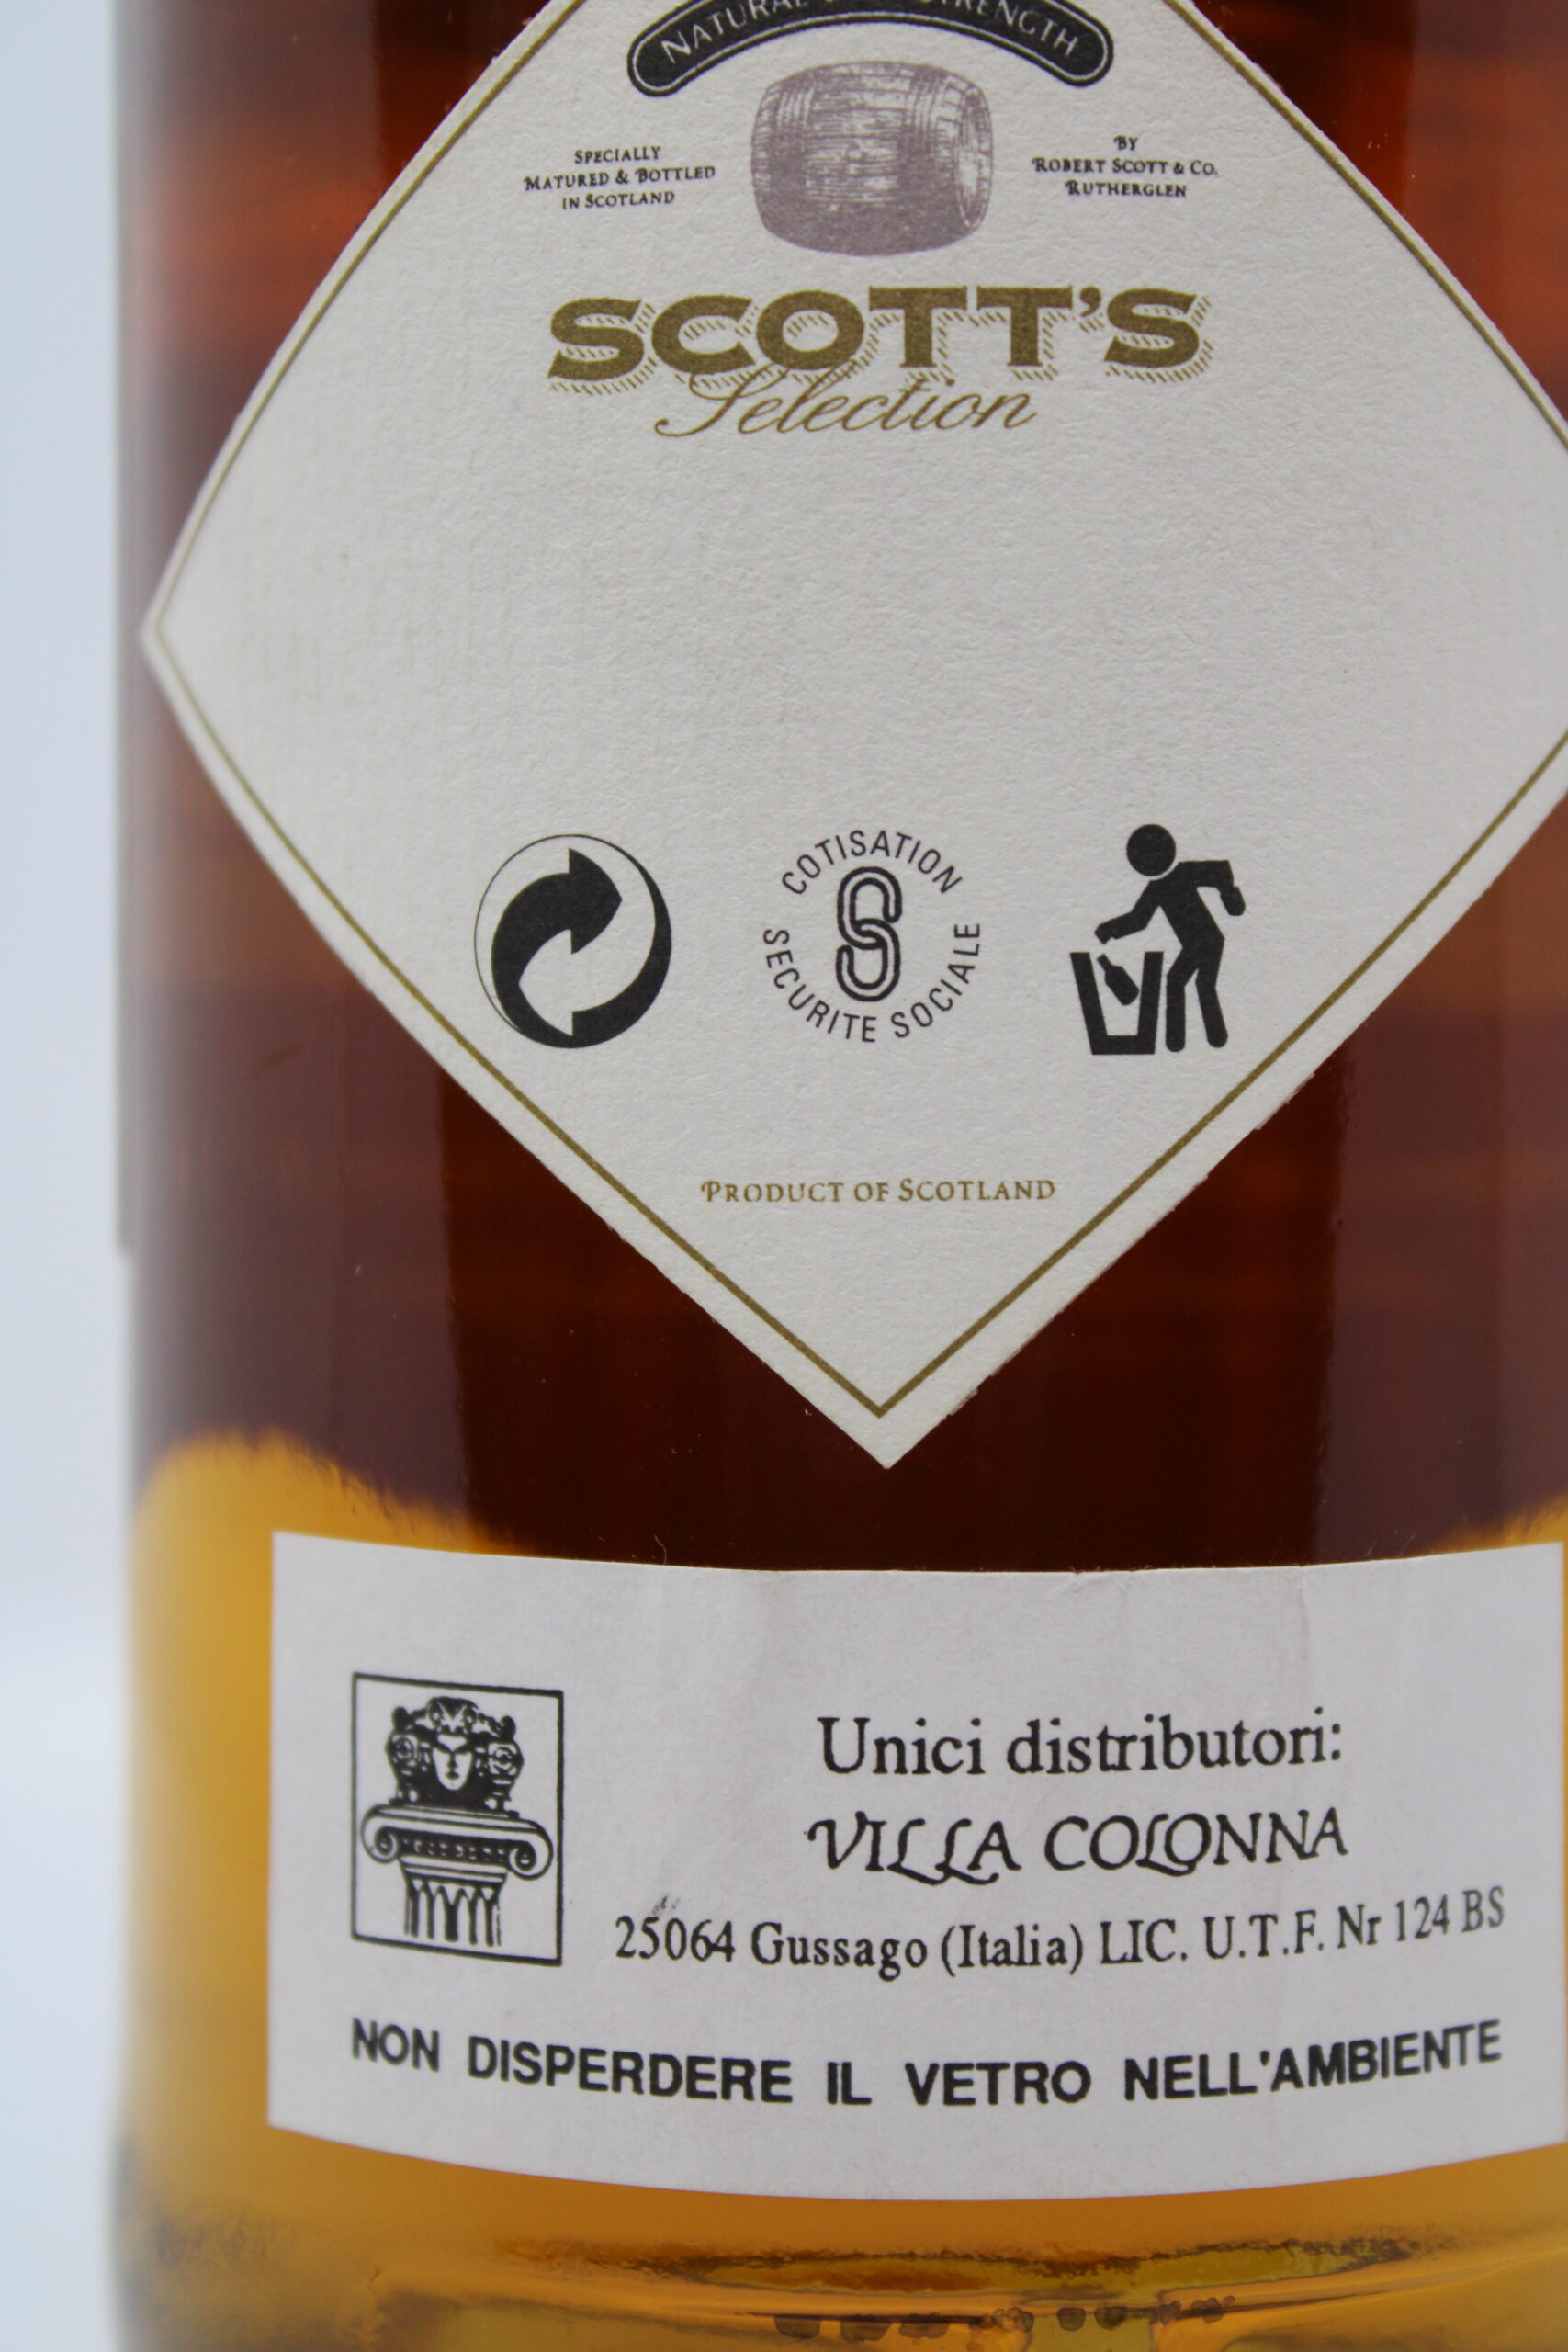 NATURAL STRENGTH
SPECIALLY
MATURED & BOTTLED
IN SCOTLAND
BY
ROBERT SCOTT & CO.
RUTHERGLEN
SCOTT'S
Selection
COTISATION
SECURITE SOCIALE
PRODUCT OF SCOTLAND
Unici distributori:
VILLA COLONNA
25064 Gussago (Italia) LIC. U.T.F. Nr 124 BS
NON DISPERDERE IL VETRO NELL'AMBIENTE